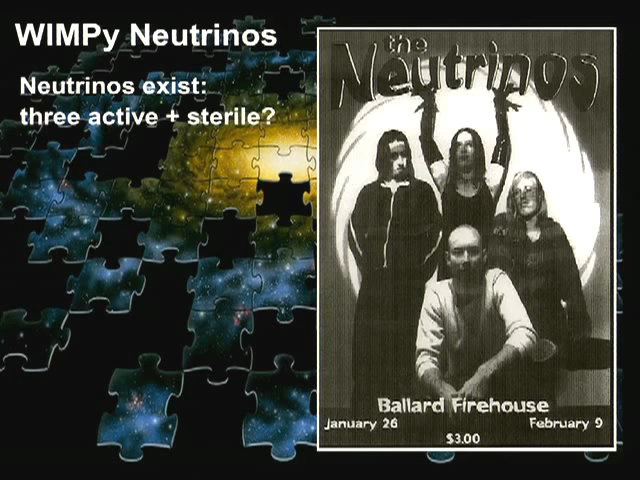 WIMPy Neutrinos
Neutrinos exist:
three active + sterile?
the
Neutrinos
Ballard Firehouse
January 26 February 9
$3.00